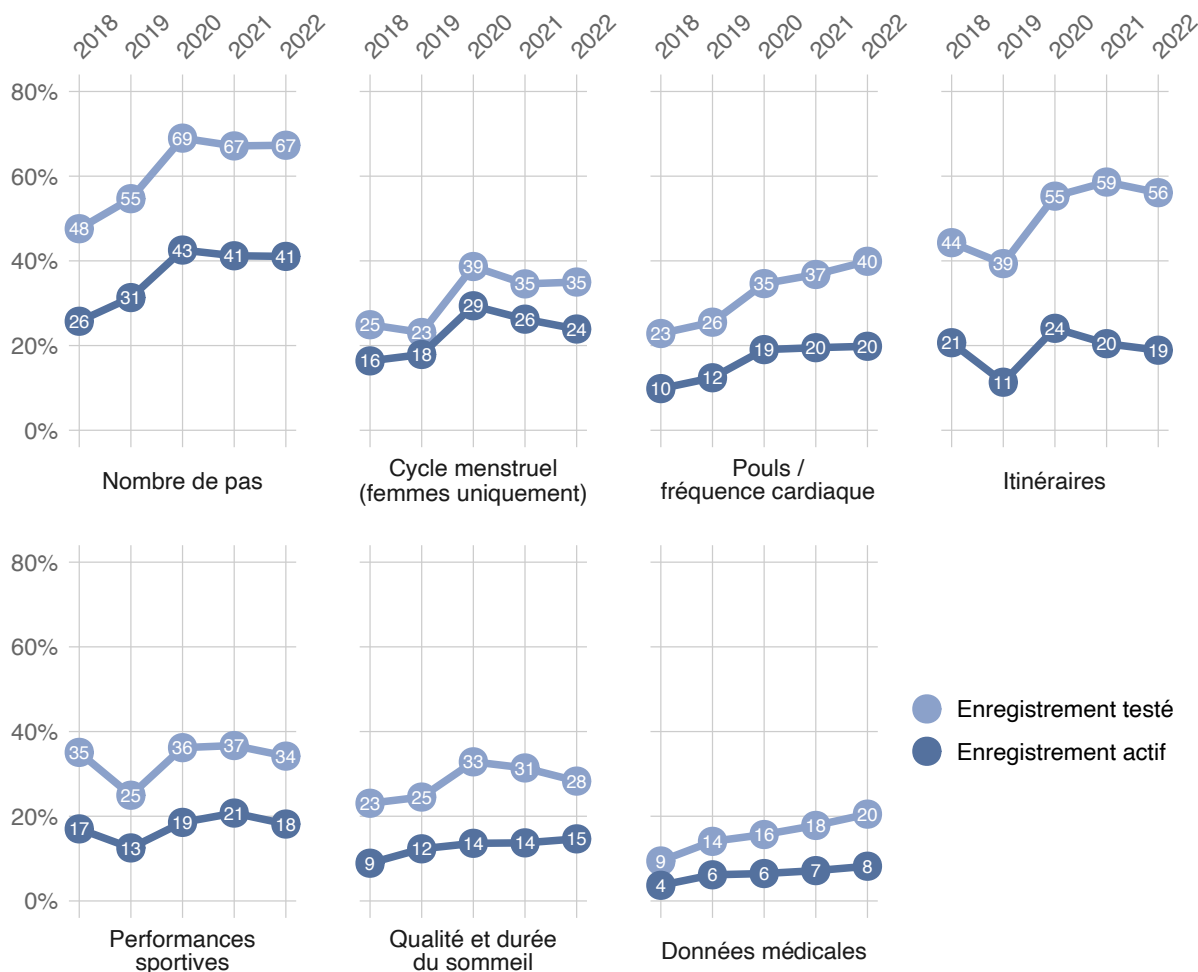 2018 2019 2020 2021 2022 2018 2019 2020 2021 2022 2018 2019 2020 2021 2022 2018 2019 2020 2021 2022
80%
60%
40%
20%
0%
48 55 69 67 67
26 31 43 41 41
Nombre de pas
25 23 39 35 35
16 18 29 26 24
Cycle menstruel
(femmes uniquement)
23 26 35 37 40
10 12 19 20 20
Pouls /
fréquence cardiaque
44 39 55 59 56
21 11 24 20 19
Itinéraires
80%
60%
40%
20%
0%
35 25 36 37 34
17 13 19 21 18
Performances
sportives
23 25 33 31 28
9 12 14 14 15
Qualité et durée
du sommeil
9 14 16 18 20
4 6 6 7 8
Données médicales
Enregistrement testé
Enregistrement actif